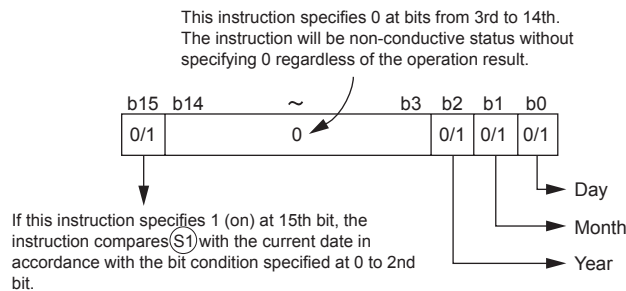 This instruction specifies 0 at bits from 3rd to 14th.
The instruction will be non-conductive status without
specifying 0 regardless of the operation result.
b15 b14 ~ b3 b2 b1 b0
0/1 0 0/1 0/1 0/1
Day
If this instruction specifies 1 (on) at 15th bit, the
instruction compares S1 with the current date in
accordance with the bit condition specified at 0 to 2nd
bit.
Month
Year